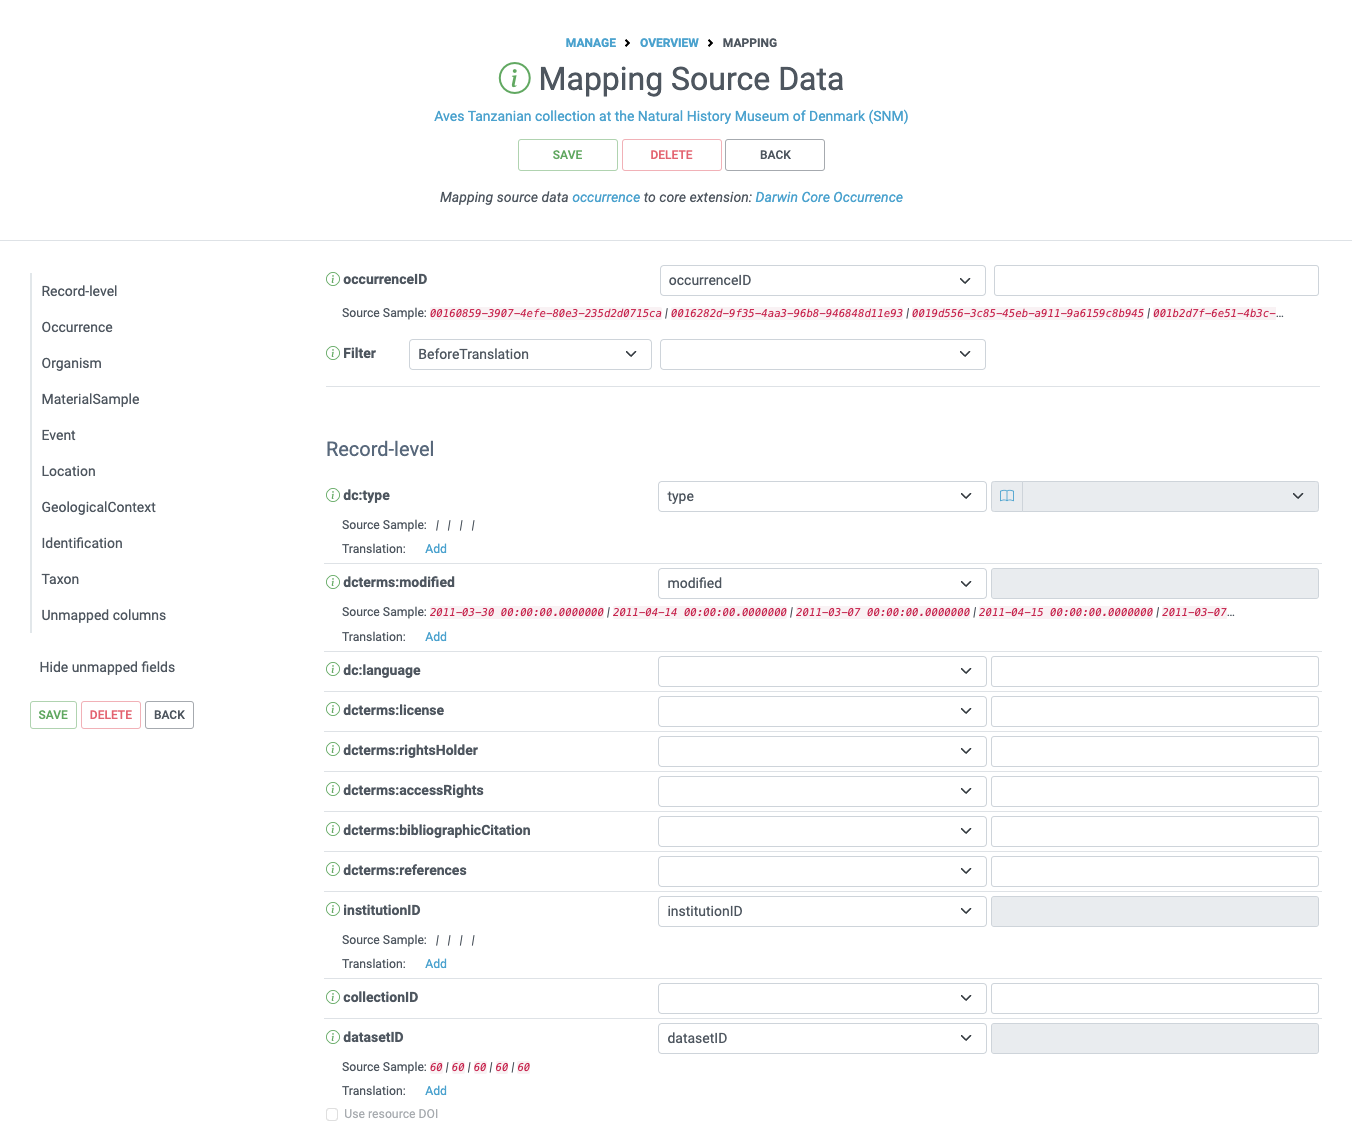 MANAGE > OVERVIEW > MAPPING
Mapping Source Data
Aves Tanzanian collection at the Natural History Museum of Denmark (SNM)
SAVE DELETE BACK
Mapping source data occurrence to core extension: Darwin Core Occurrence
Record-level
Occurrence
Organism
MaterialSample
Event
Location
GeologicalContext
Identification
Taxon
Unmapped columns
Hide unmapped fields
SAVE DELETE BACK
occurrenceID occurrenceID
Source Sample: 00160859-3907-4efe-80e3-235d2d0715ca | 0016282d-9f35-4aa3-96b8-946848d11e93 | 0019d556-3c85-45eb-a911-9a6159c8b945 | 001b2d7f-6e51-4b3c-...
Filter BeforeTranslation
Record-level
dc:type type
Source Sample: | | | |
Translation: Add
dcterms:modified modified
Source Sample: 2011-03-30 00:00:00.0000000 | 2011-04-14 00:00:00.0000000 | 2011-03-07 00:00:00.0000000 | 2011-04-15 00:00:00.0000000 | 2011-03-07...
Translation: Add
dc:language
dcterms:license
dcterms:rightsHolder
dcterms:accessRights
dcterms:bibliographicCitation
dcterms:references
institutionID institutionID
Source Sample: | | | |
Translation: Add
collectionID
datasetID datasetID
Source Sample: 60 | 60 | 60 | 60 | 60
Translation: Add
Use resource DOI